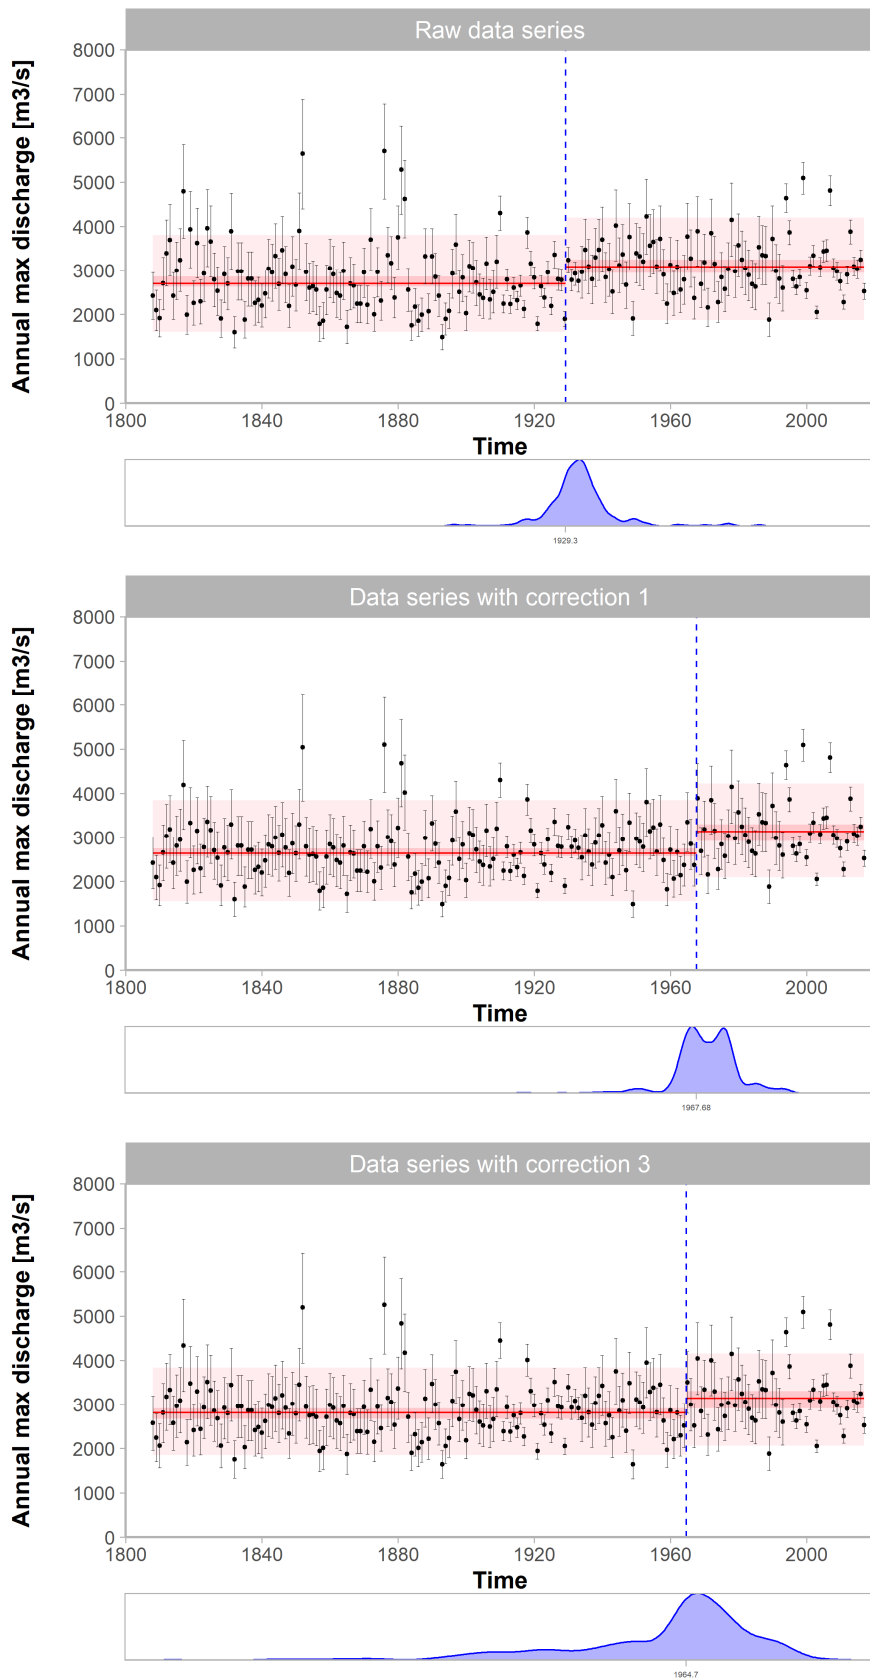 Raw data series
Annual max discharge [m3/s]
8000
7000
6000
5000
4000
3000
2000
1000
0
1800 1840 1880 1920 1960 2000
Time
1929.3
Data series with correction 1
Annual max discharge [m3/s]
8000
7000
6000
5000
4000
3000
2000
1000
0
1800 1840 1880 1920 1960 2000
Time
1967.68
Data series with correction 3
Annual max discharge [m3/s]
8000
7000
6000
5000
4000
3000
2000
1000
0
1800 1840 1880 1920 1960 2000
Time
1964.7